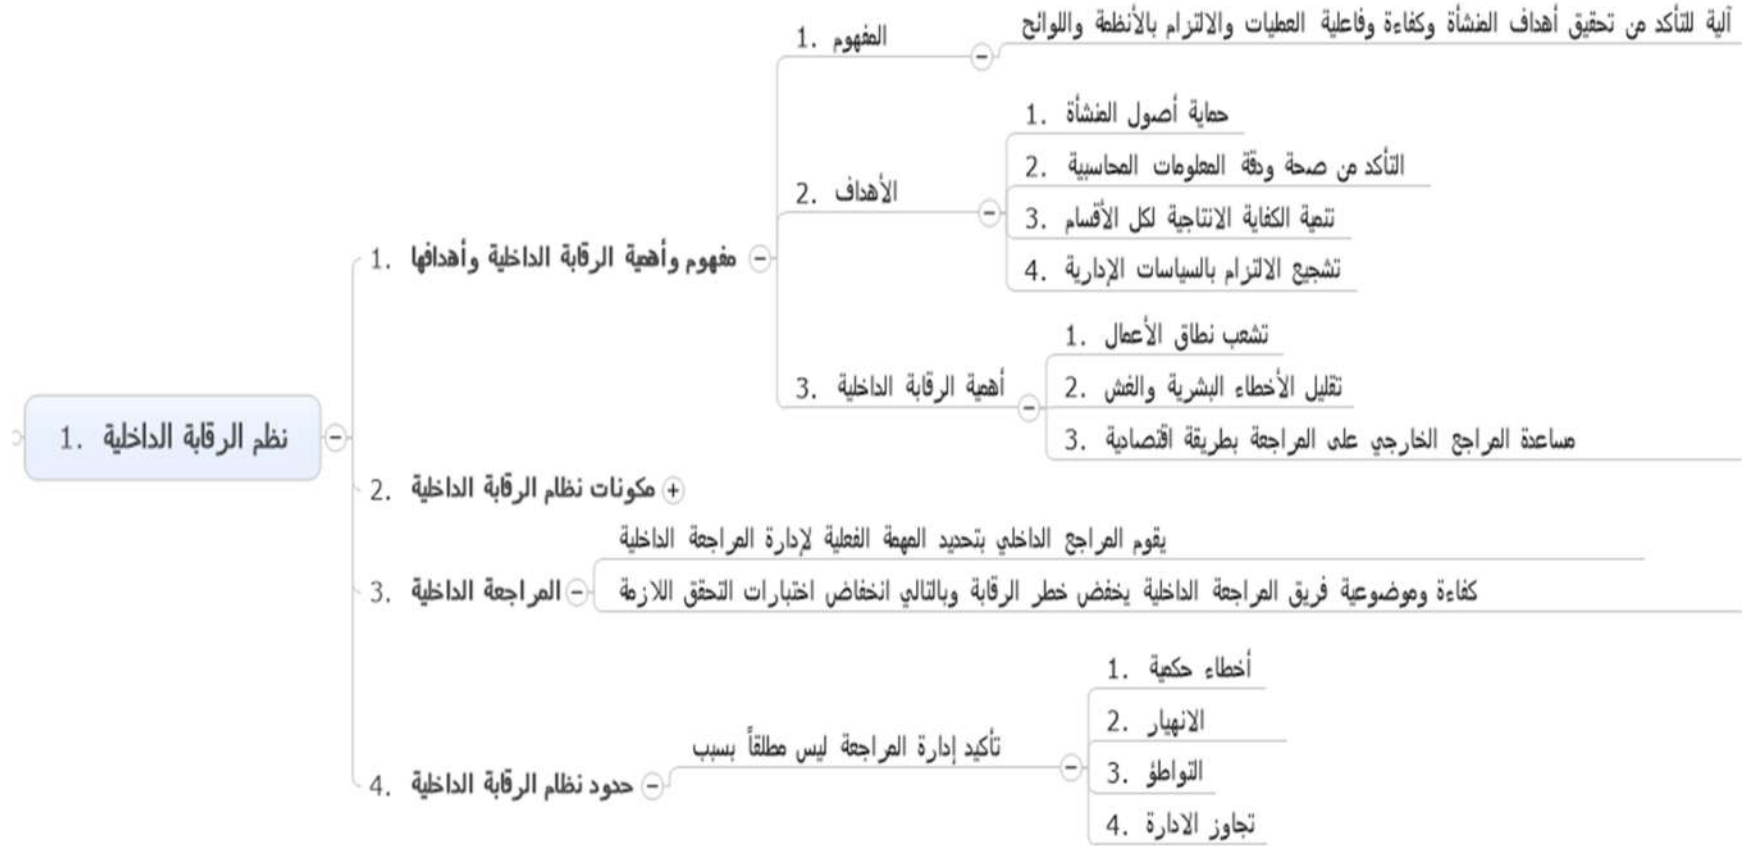 1. نظم الرقابة الداخلية
1. مفهوم وأهمية الرقابة الداخلية وأهدافها
1. المفهوم
آلية للتأكد من تحقيق أهداف المنشأة وكفاءة وفاعلية العمليات والالتزام بالأنظمة واللوائح
2. الأهداف
1. حماية أصول المنشأة
2. التأكد من صحة ودقة المعلومات المحاسبية
3. تنمية الكفاية الانتاجية لكل الأقسام
4. تشجيع الالتزام بالسياسات الإدارية
3. أهمية الرقابة الداخلية
1. تشعب نطاق الأعمال
2. تقليل الأخطاء البشرية والغش
3. مساعدة المراجع الخارجي على المراجعة بطريقة اقتصادية
2. مكونات نظام الرقابة الداخلية
3. المراجعة الداخلية
يقوم المراجع الداخلي بتحديد المهمة الفعلية لإدارة المراجعة الداخلية
كفاءة وموضوعية فريق المراجعة الداخلية يخفض خطر الرقابة وبالتالي انخفاض اختبارات التحقق اللازمة
4. حدود نظام الرقابة الداخلية
تأكيد إدارة المراجعة ليس مطلقاً بسبب
1. أخطاء حكمية
2. الانهيار
3. التواطؤ
4. تجاوز الادارة